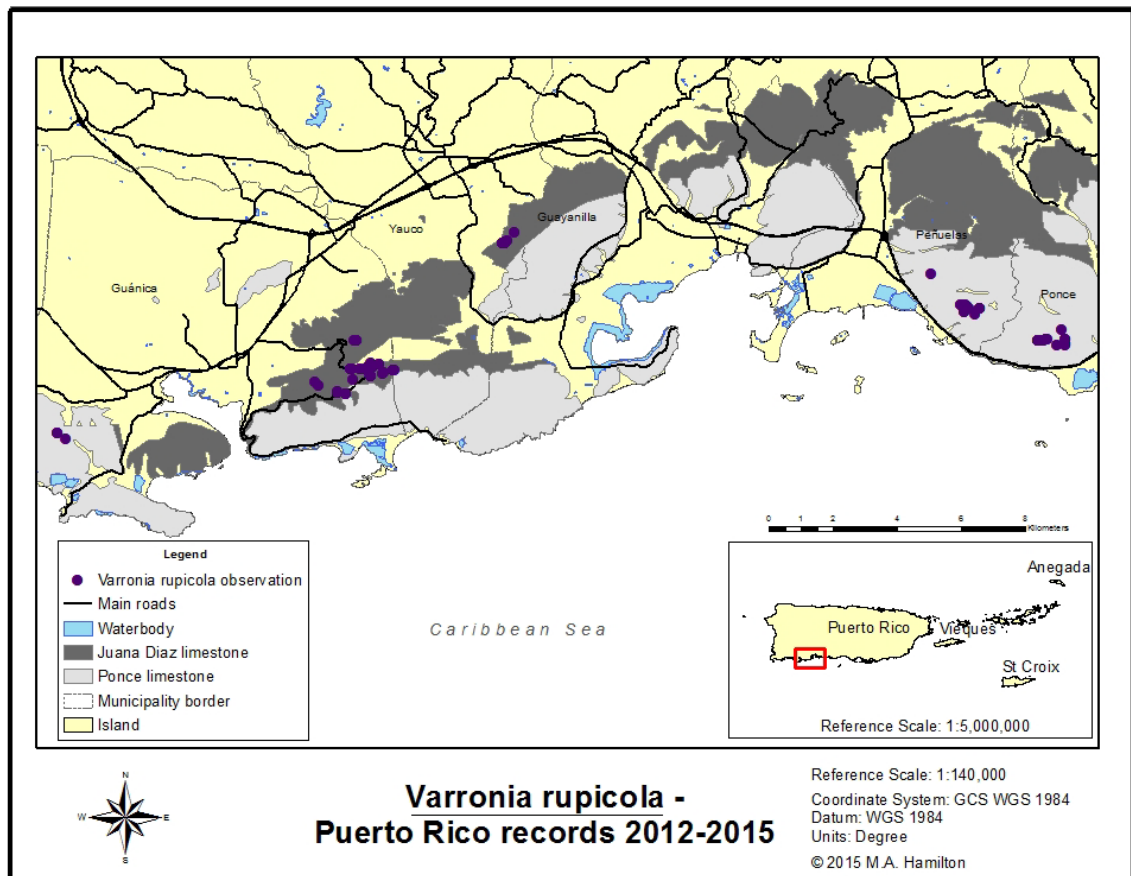 Guayanilla
Yauco
Peñuelas
Guánica
Ponce
0 1 2 4 6 8
Kilometers
Legend
Varronia rupicola observation
Main roads
Waterbody
Juana Diaz limestone
Ponce limestone
Municipality border
Island
Caribbean Sea
Anegada
Puerto Rico
Vieques
St Croix
Reference Scale: 1:5,000,000
N
W E
S
Varronia rupicola -
Puerto Rico records 2012-2015
Reference Scale: 1:140,000
Coordinate System: GCS WGS 1984
Datum: WGS 1984
Units: Degree
© 2015 M.A. Hamilton